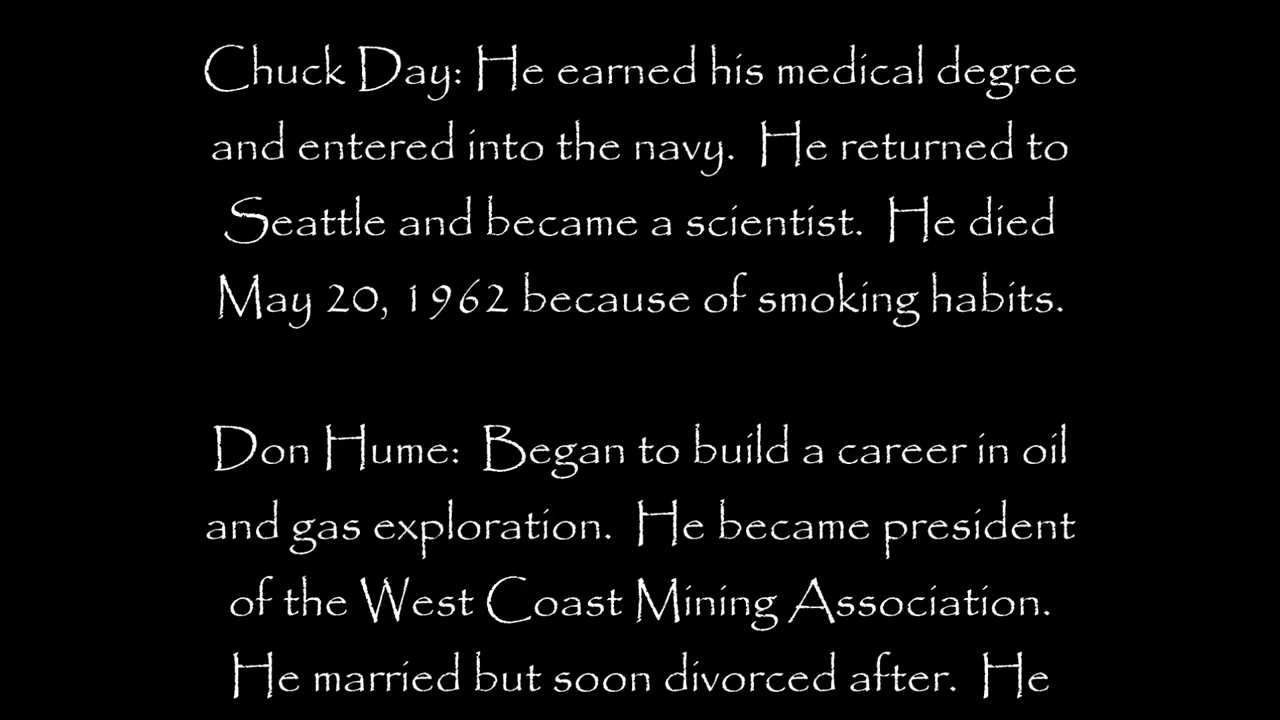 Chuck Day: He earned his medical degree
and entered into the navy.  He returned to
Seattle and became a scientist.  He died
May 20, 1962 because of smoking habits.
Don Hume:  Began to build a career in oil
and gas exploration.  He became president
of the West Coast Mining Association.
He married but soon divorced after.  He